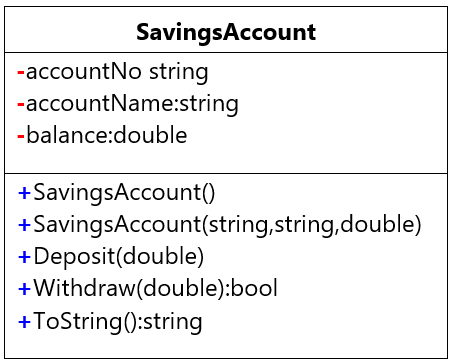 SavingsAccount
-accountNo string
-accountName:string
-balance:double
+SavingsAccount()
+SavingsAccount(string,string,double)
+Deposit(double)
+Withdraw(double):bool
+ToString():string